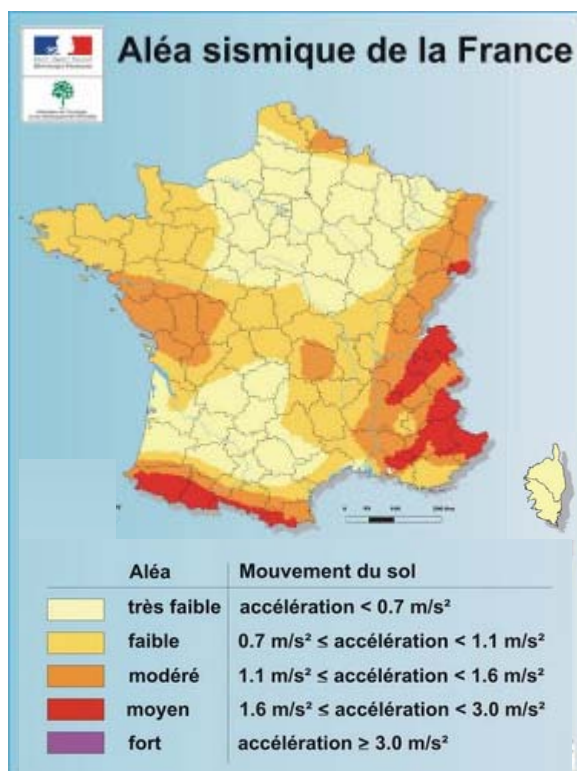 Aléa sismique de la France
Aléa Mouvement du sol
très faible accélération < 0.7 m/s²
faible 0.7 m/s² ≤ accélération < 1.1 m/s²
modéré 1.1 m/s² ≤ accélération < 1.6 m/s²
moyen 1.6 m/s² ≤ accélération < 3.0 m/s²
fort accélération ≥ 3.0 m/s²